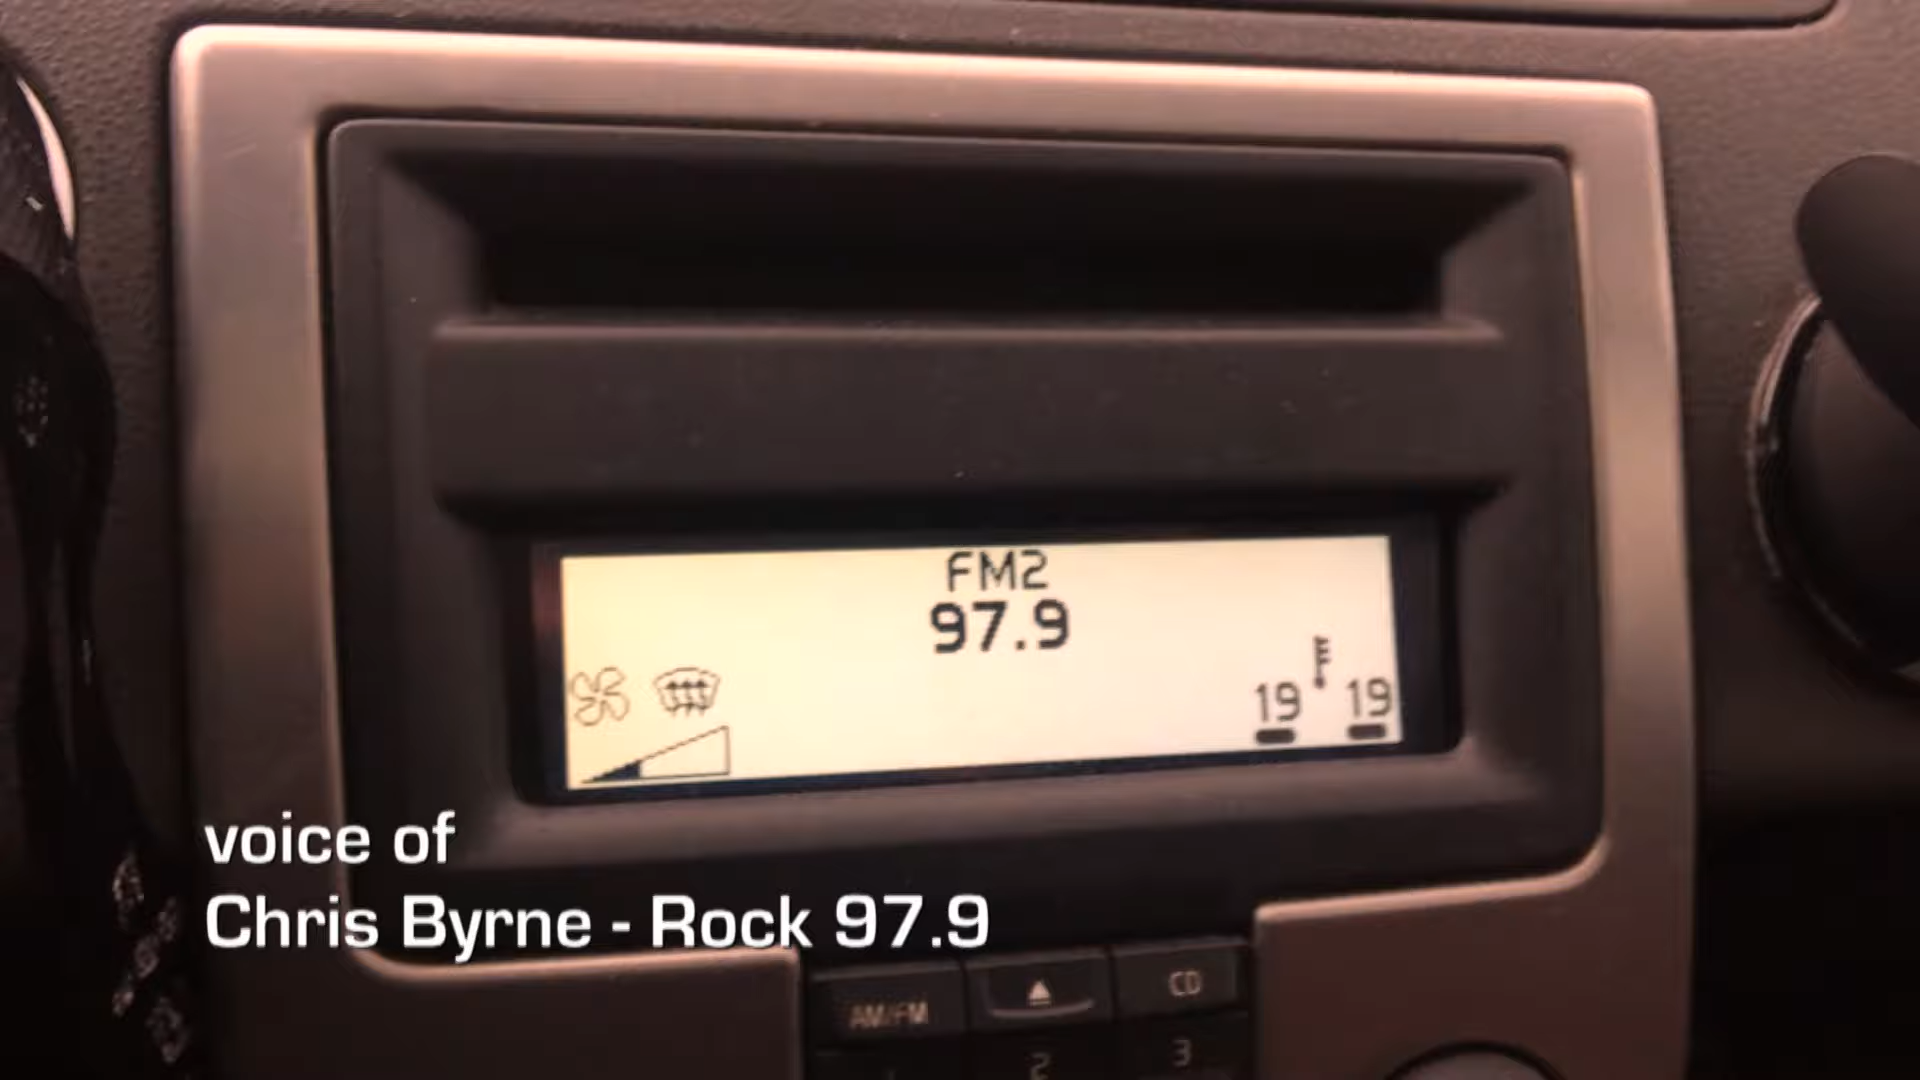 FM2
97.9
19 19
voice of
Chris Byrne - Rock 97.9
AM/FM CD
2 3